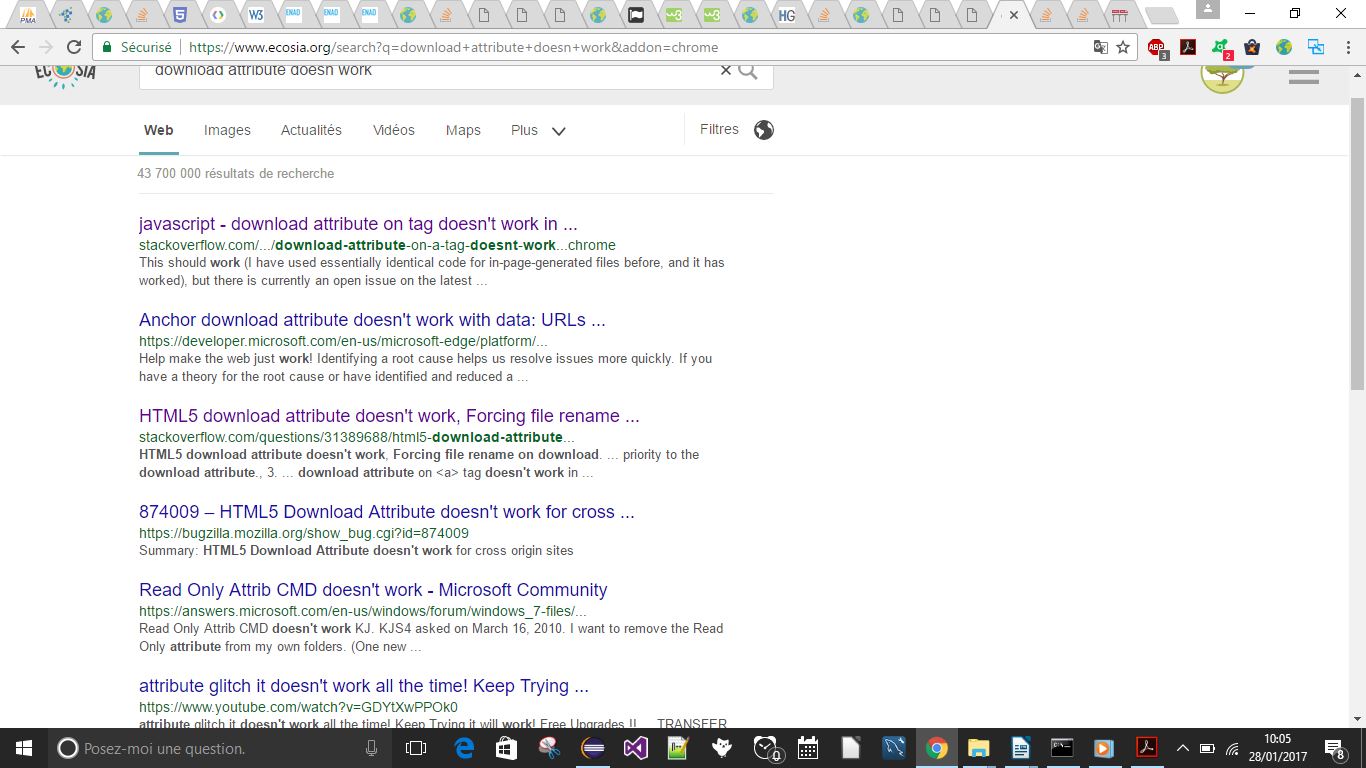 PMA
W3
ENAD
ENAD
ENAD
w3
w3
HG
Sécurisé
https://www.ecosia.org/search?q=download+attribute+doesn+work&addon=chrome
ABP
3
2
ECOSIA
download attribute doesn work
Web
Images
Actualités
Vidéos
Maps
Plus
Filtres
43 700 000 résultats de recherche
javascript - download attribute on tag doesn't work in ...
stackoverflow.com/.../download-attribute-on-a-tag-doesnt-work...chrome
This should work (I have used essentially identical code for in-page-generated files before, and it has
worked), but there is currently an open issue on the latest ...
Anchor download attribute doesn't work with data: URLs ...
https://developer.microsoft.com/en-us/microsoft-edge/platform/...
Help make the web just work! Identifying a root cause helps us resolve issues more quickly. If you
have a theory for the root cause or have identified and reduced a ...
HTML5 download attribute doesn't work, Forcing file rename ...
stackoverflow.com/questions/31389688/html5-download-attribute...
HTML5 download attribute doesn't work, Forcing file rename on download. ... priority to the
download attribute., 3. ... download attribute on <a> tag doesn't work in ...
874009 – HTML5 Download Attribute doesn't work for cross ...
https://bugzilla.mozilla.org/show_bug.cgi?id=874009
Summary: HTML5 Download Attribute doesn't work for cross origin sites
Read Only Attrib CMD doesn't work - Microsoft Community
https://answers.microsoft.com/en-us/windows/forum/windows_7-files/...
Read Only Attrib CMD doesn't work KJ. KJS4 asked on March 16, 2010. I want to remove the Read
Only attribute from my own folders. (One new ...
attribute glitch it doesn't work all the time! Keep Trying ...
https://www.youtube.com/watch?v=GDYtXwPPOk0
attribute glitch it doesn't work all the time! Keep Trying it will work! Free Upgrades !! ... TRANSFER
Posez-moi une question.
0
10:05
28/01/2017
8